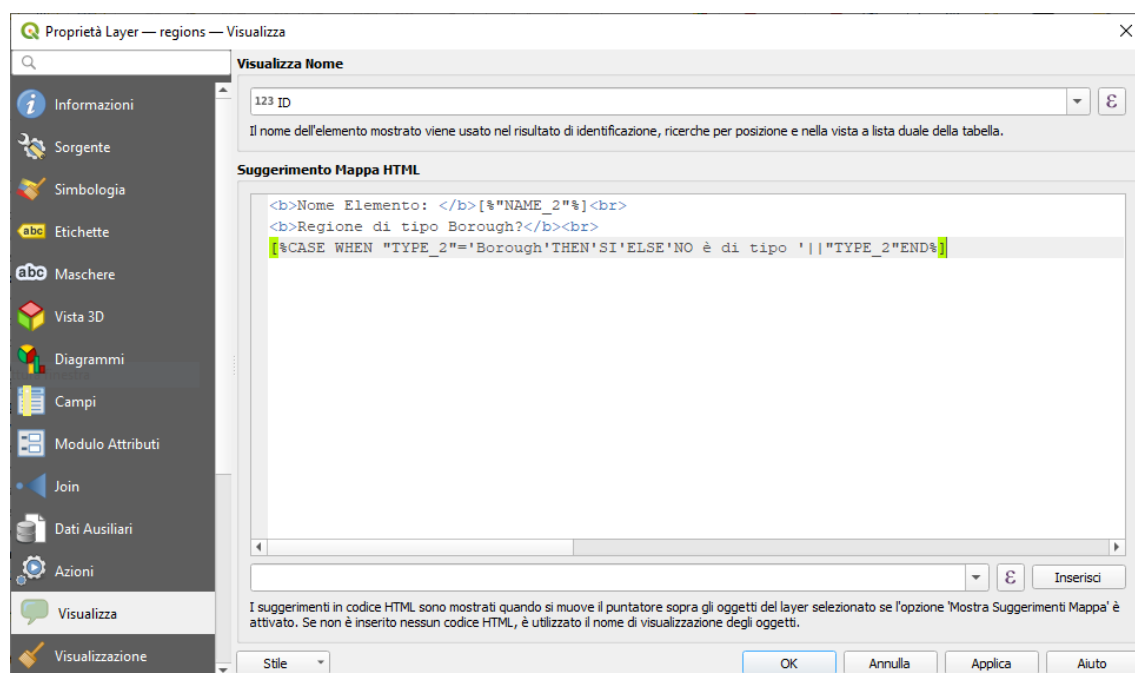 Proprietà Layer — regions — Visualizza
Informazioni
Sorgente
Simbologia
abc Etichette
abc Maschere
Vista 3D
Diagrammi
Campi
Modulo Attributi
Join
Dati Ausiliari
Azioni
Visualizza
Visualizzazione
Visualizza Nome
123 ID
ε
Il nome dell'elemento mostrato viene usato nel risultato di identificazione, ricerche per posizione e nella vista a lista duale della tabella.
Suggerimento Mappa HTML
<b>Nome Elemento: </b>[%"NAME_2"%]<br>
<b>Regione di tipo Borough?</b><br>
[%CASE WHEN "TYPE_2"='Borough'THEN'SI'ELSE'NO è di tipo '||"TYPE_2"END%]
ε
Inserisci
I suggerimenti in codice HTML sono mostrati quando si muove il puntatore sopra gli oggetti del layer selezionato se l'opzione 'Mostra Suggerimenti Mappa' è
attivato. Se non è inserito nessun codice HTML, è utilizzato il nome di visualizzazione degli oggetti.
Stile
OK
Annulla
Applica
Aiuto